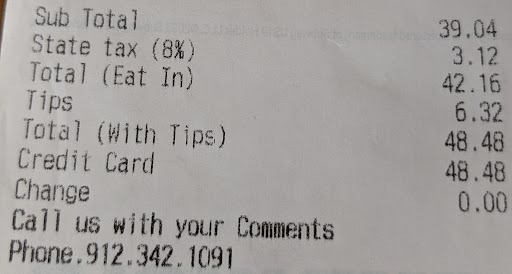 Sub Total 39.04
State tax (8%) 3.12
Total (Eat In) 42.16
Tips 6.32
Total (With Tips) 48.48
Credit Card 48.48
Change 0.00
Call us with your Comments
Phone.912.342.1091